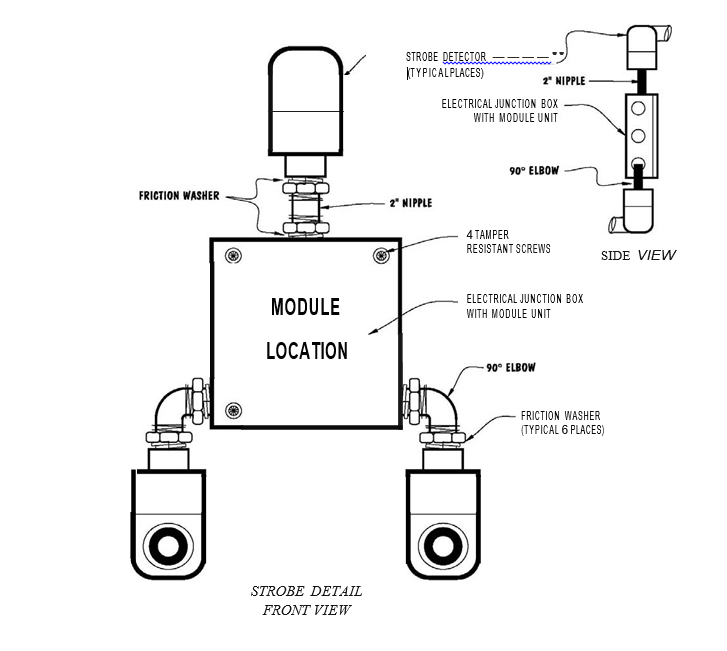 STROBE DETECTOR
(TYPICAL PLACES)
2" NIPPLE
ELECTRICAL JUNCTION BOX
WITH MODULE UNIT
90° ELBOW
SIDE VIEW
FRICTION WASHER
2" NIPPLE
4 TAMPER
RESISTANT SCREWS
MODULE
LOCATION
ELECTRICAL JUNCTION BOX
WITH MODULE UNIT
90° ELBOW
FRICTION WASHER
(TYPICAL 6 PLACES)
STROBE DETAIL
FRONT VIEW